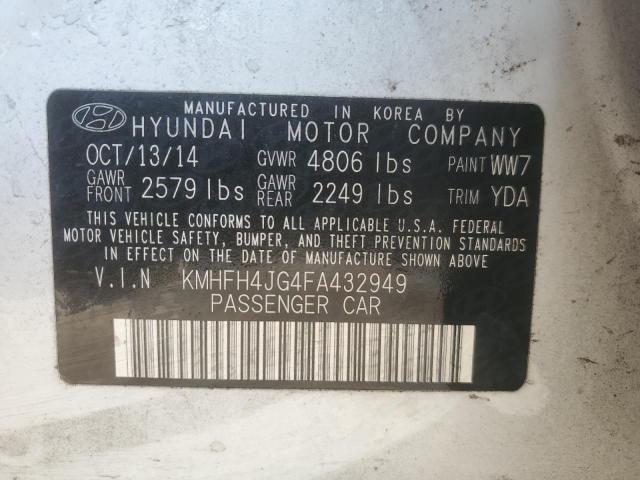 MANUFACTURED IN KOREA BY
HYUNDAI MOTOR COMPANY
OCT/13/14 GVWR 4806 lbs PAINT WW7
GAWR FRONT 2579 lbs GAWR REAR 2249 lbs TRIM YDA
THIS VEHICLE CONFORMS TO ALL APPLICABLE U.S.A. FEDERAL
MOTOR VEHICLE SAFETY, BUMPER, AND THEFT PREVENTION STANDARDS
IN EFFECT ON THE DATE OF MANUFACTURE SHOWN ABOVE.
V.I.N KMHFH4JG4FA432949
PASSENGER CAR